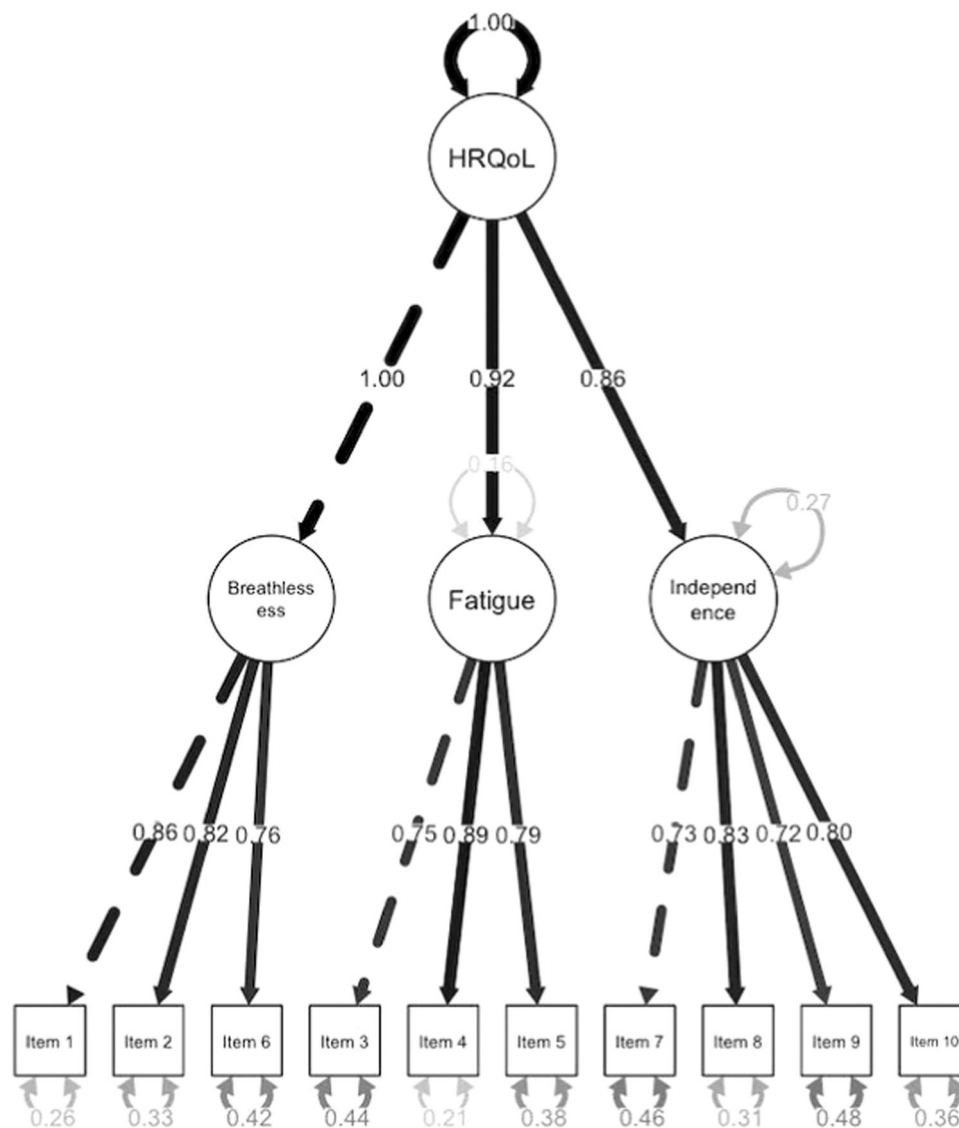 1.00
HRQoL
1.00 0.92 0.86
0.16
0.27
Breathless
ess
Fatigue
Independ
ence
0.86 0.82 0.76 0.75 0.89 0.79 0.73 0.83 0.72 0.80
Item 1 Item 2 Item 6 Item 3 Item 4 Item 5 Item 7 Item 8 Item 9 Item 10
0.26 0.33 0.42 0.44 0.21 0.38 0.46 0.31 0.48 0.36